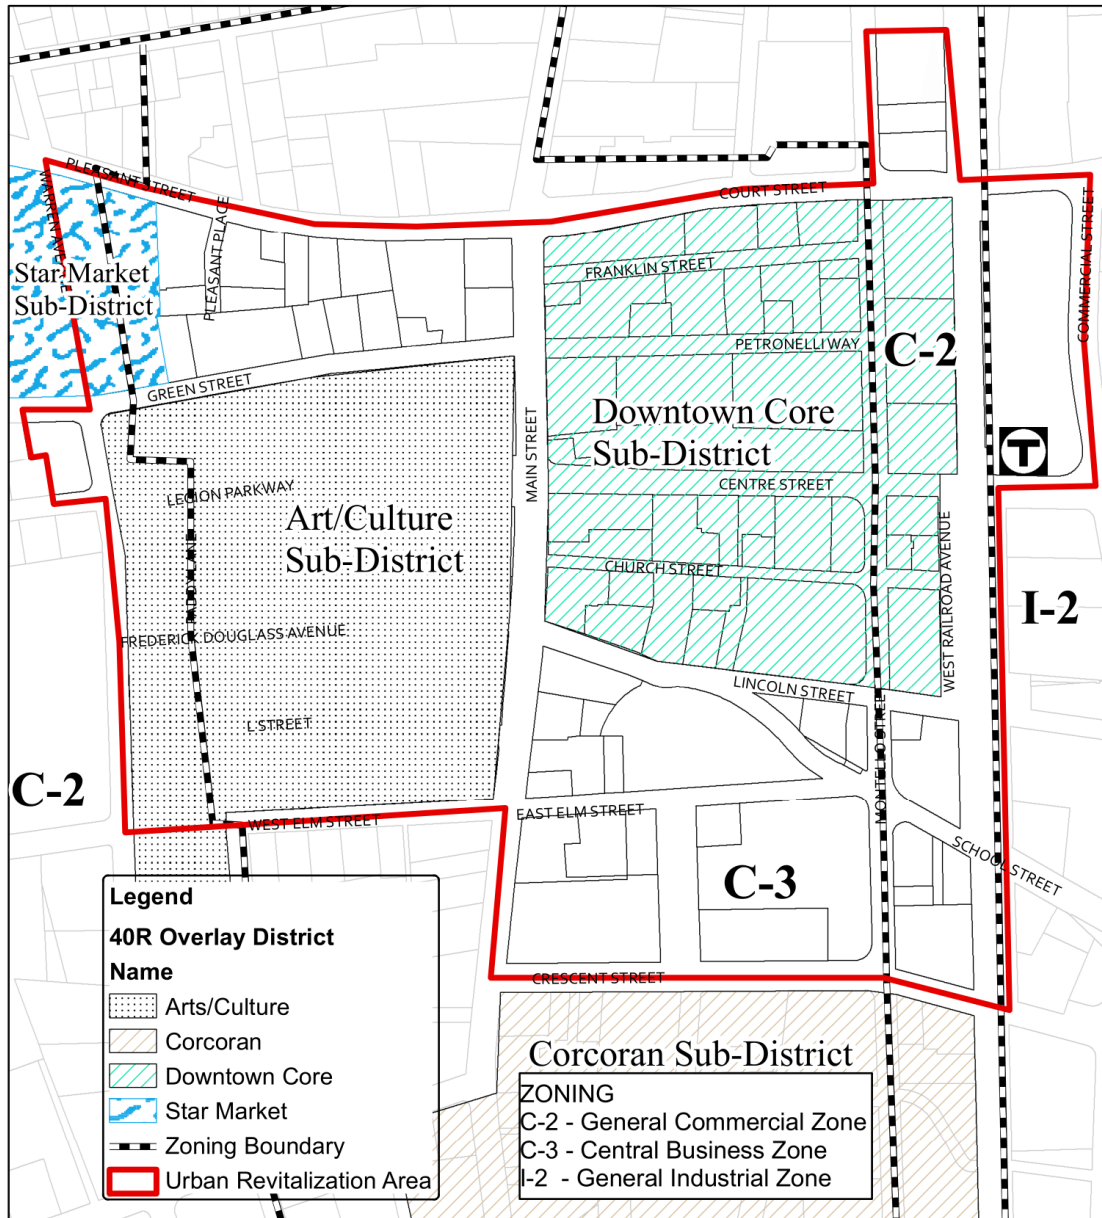 PLEASANT STREET
COURT STREET
WARREN AVENUE
PLEASANT PLACE
COMMERCIAL STREET
Star Market
Sub-District
FRANKLIN STREET
PETRONELLI WAY
C-2
GREEN STREET
Downtown Core
Sub-District
MAIN STREET
T
CENTRE STREET
LEGION PARKWAY
Art/Culture
Sub-District
CHURCH STREET
WEST RAILROAD AVENUE
I-2
FREDERICK DOUGLASS AVENUE
LINCOLN STREET
L STREET
MONTELLO STREET
C-2
EAST ELM STREET
WEST ELM STREET
SCHOOL STREET
C-3
CRESCENT STREET
Corcoran Sub-District
Legend
40R Overlay District
Name
Arts/Culture
Corcoran
Downtown Core
Star Market
Zoning Boundary
Urban Revitalization Area
ZONING
C-2 - General Commercial Zone
C-3 - Central Business Zone
I-2 - General Industrial Zone